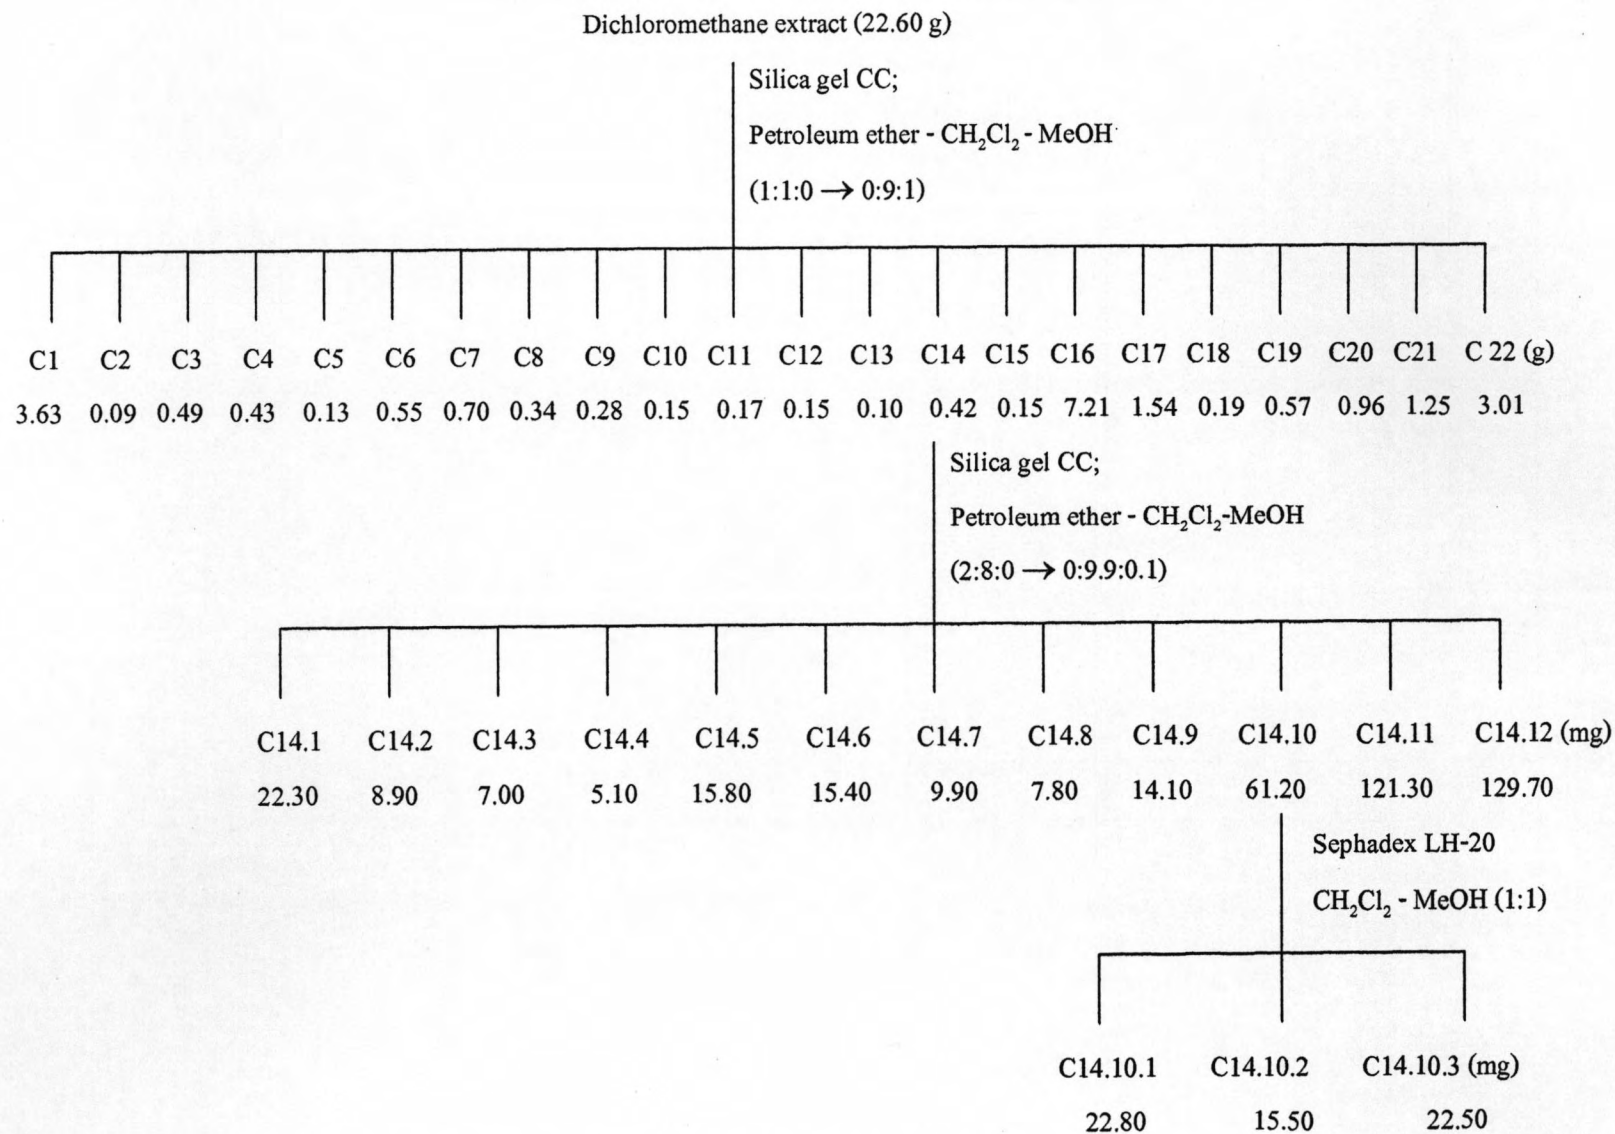 Dichloromethane extract (22.60 g)
Silica gel CC;
Petroleum ether - CH₂Cl₂ - MeOH
(1:1:0 → 0:9:1)
C1 C2 C3 C4 C5 C6 C7 C8 C9 C10 C11 C12 C13 C14 C15 C16 C17 C18 C19 C20 C21 C 22 (g)
3.63 0.09 0.49 0.43 0.13 0.55 0.70 0.34 0.28 0.15 0.17 0.15 0.10 0.42 0.15 7.21 1.54 0.19 0.57 0.96 1.25 3.01
Silica gel CC;
Petroleum ether - CH₂Cl₂-MeOH
(2:8:0 → 0:9.9:0.1)
C14.1 C14.2 C14.3 C14.4 C14.5 C14.6 C14.7 C14.8 C14.9 C14.10 C14.11 C14.12 (mg)
22.30 8.90 7.00 5.10 15.80 15.40 9.90 7.80 14.10 61.20 121.30 129.70
Sephadex LH-20
CH₂Cl₂ - MeOH (1:1)
C14.10.1 C14.10.2 C14.10.3 (mg)
22.80 15.50 22.50